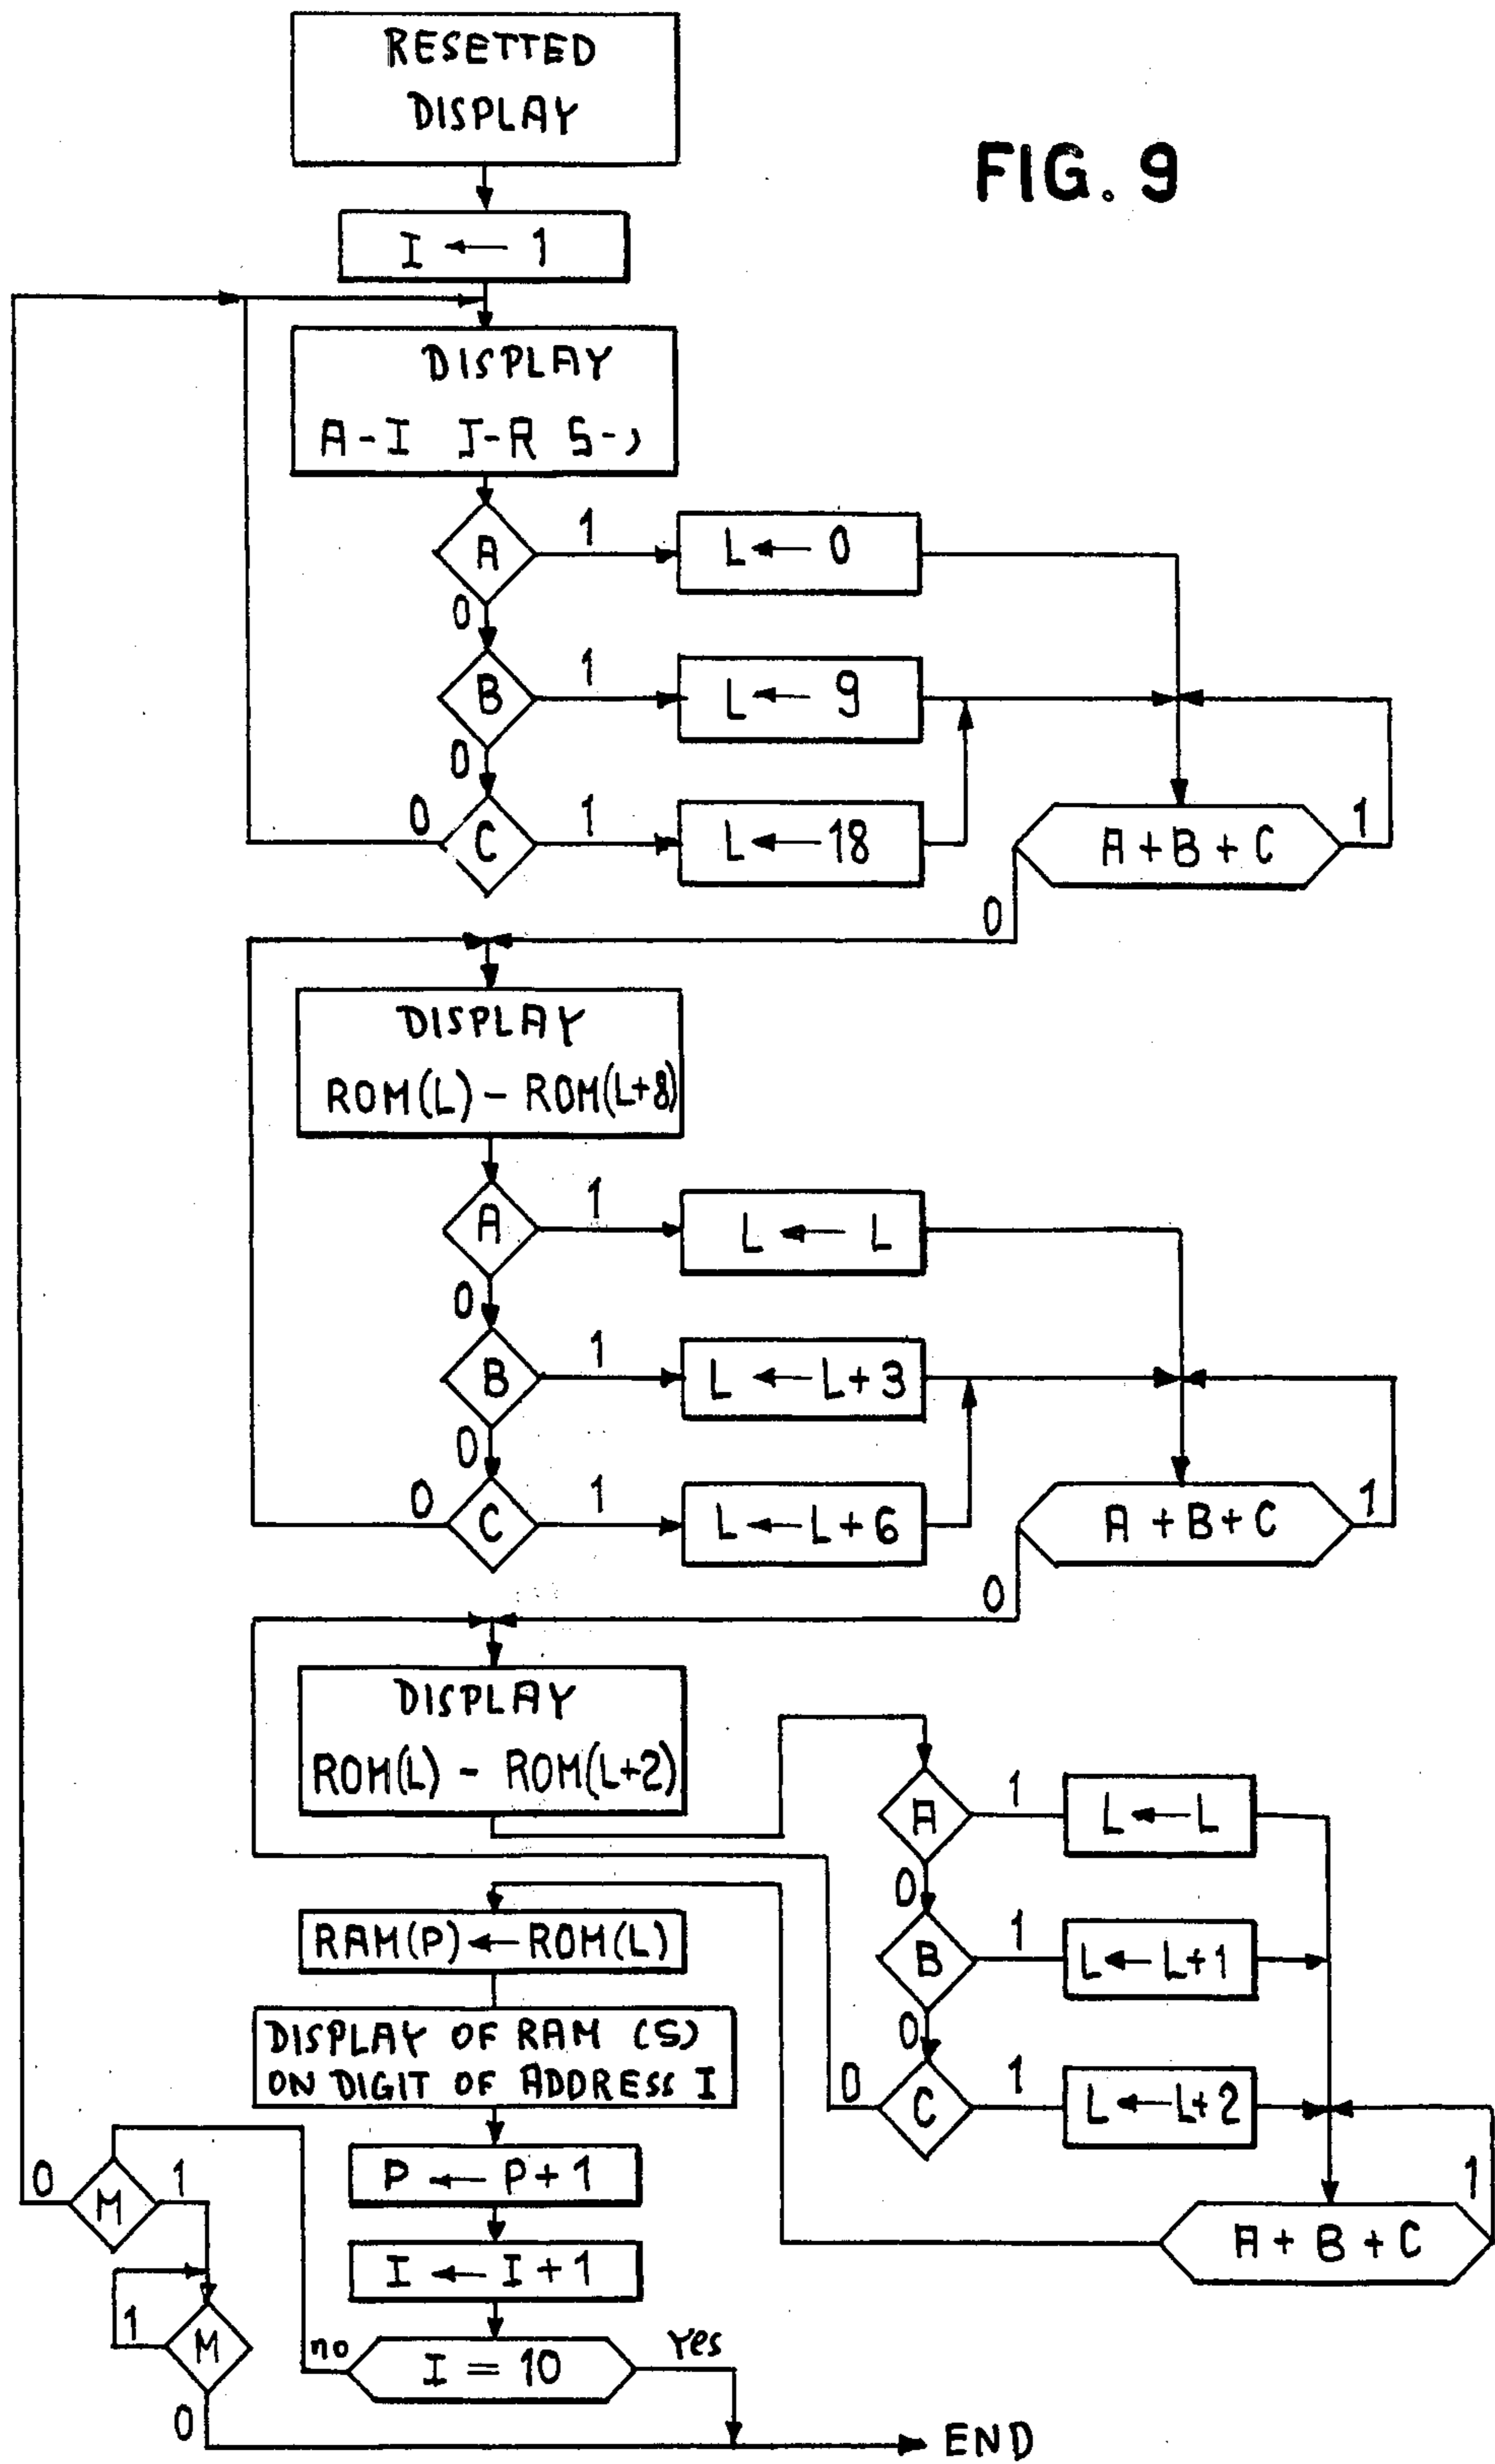 RESETTED
DISPLAY
FIG. 9
I ← 1
DISPLAY
A-I J-R S-,
A
1
L ← 0
0
B
1
L ← 9
0
C
0
1
L ← 18
A + B + C
1
0
DISPLAY
ROM(L) - ROM(L+8)
A
1
L ← L
0
B
1
L ← L+3
0
C
0
1
L ← L+6
A + B + C
1
0
DISPLAY
ROM(L) - ROM(L+2)
A
1
L ← L
0
B
1
L ← L+1
0
C
0
1
L ← L+2
A + B + C
1
RAM(P) ← ROM(L)
DISPLAY OF RAM (S)
ON DIGIT OF ADDRESS I
P ← P+1
I ← I+1
I = 10
no
Yes
M
0
1
M
1
0
END